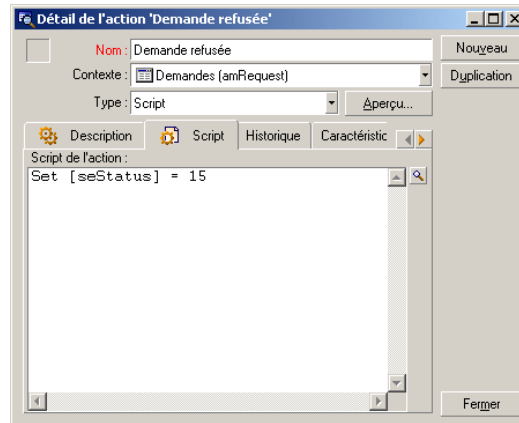 Détail de l'action 'Demande refusée'
Nom : Demande refusée
Nouveau
Contexte : Demandes (amRequest)
Duplication
Type : Script
Aperçu...
Description Script Historique Caractéristic
Script de l'action :
Set [seStatus] = 15
Fermer